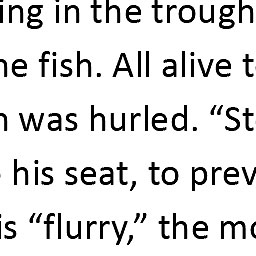 ing in the trough
he fish. All alive t
n was hurled. “St
his seat, to prev
is “flurry,” the mo